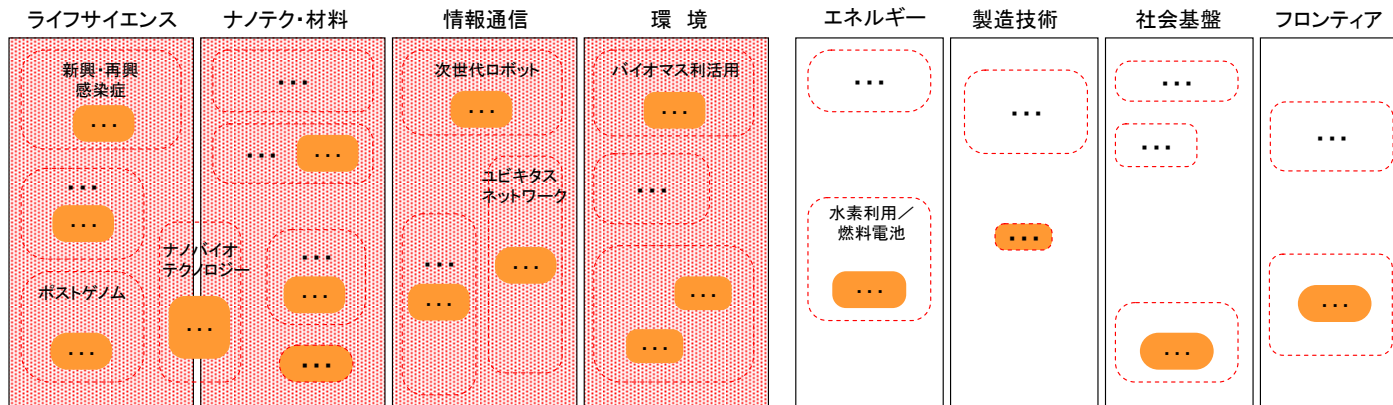 ライフサイエンス
ナノテク・材料
情報通信
環 境
エネルギー
製造技術
社会基盤
フロンティア
新興・再興
感染症
...
...
...
ポストゲノム
...
ナノバイオ
テクノロジー
...
...
...
...
...
...
...
次世代ロボット
...
ユビキタス
ネットワーク
...
...
...
バイオマス利活用
...
...
...
...
...
水素利用／
燃料電池
...
...
...
...
...
...
...
...